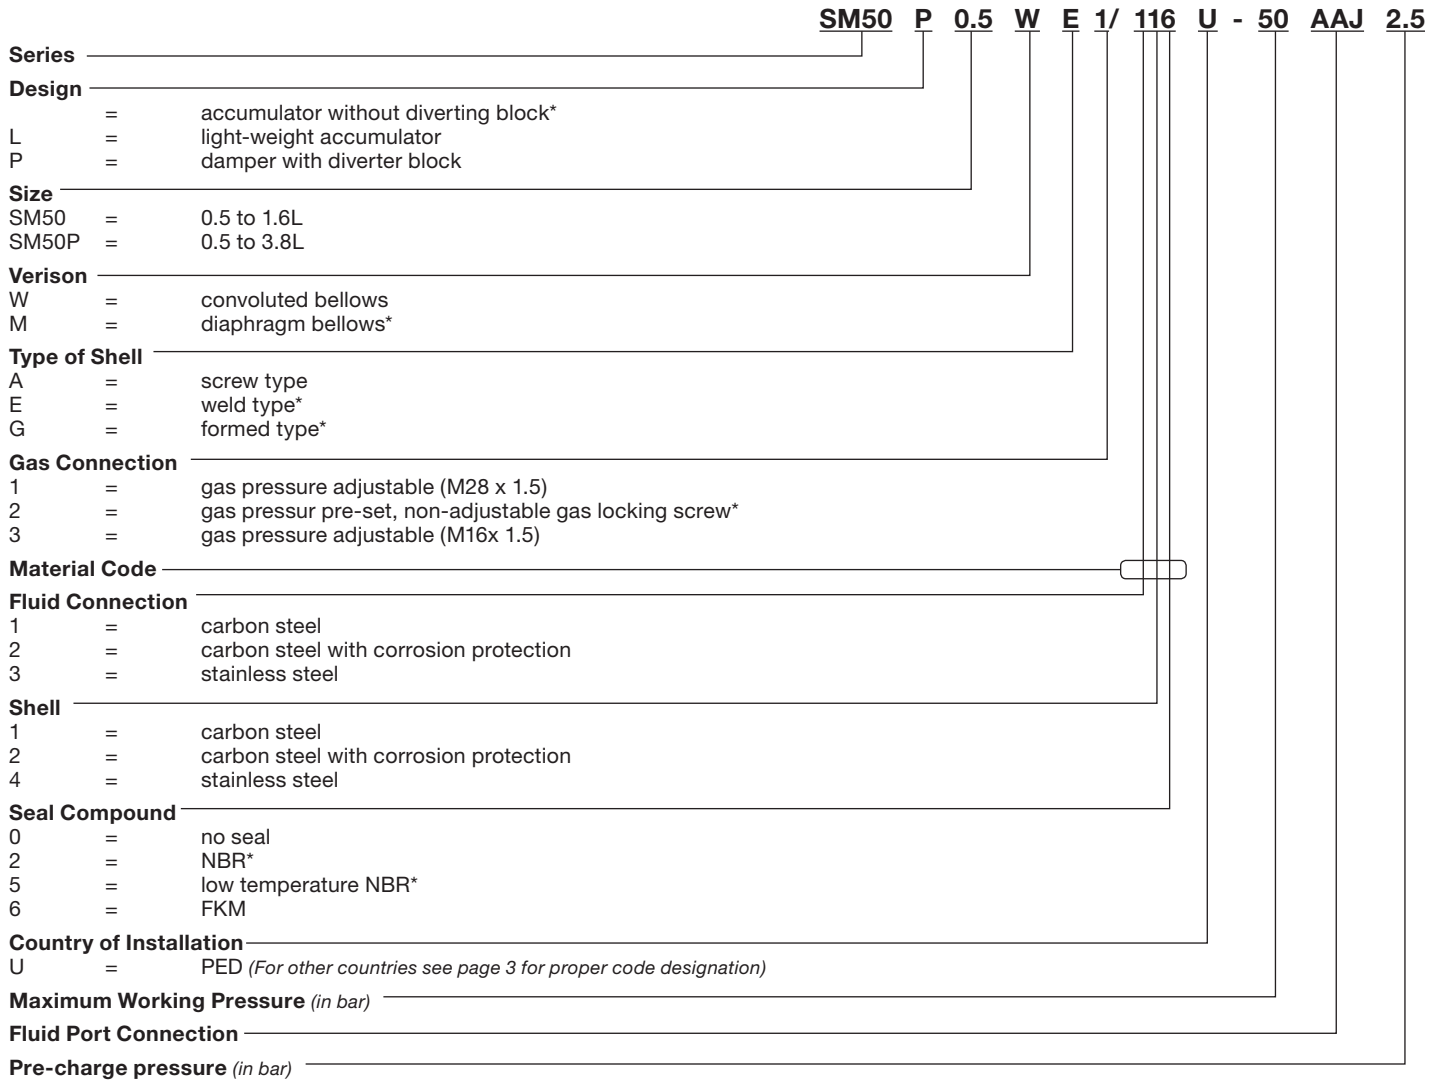 SM50 P 0.5 W E 1/ 116 U - 50 AAJ 2.5
Series
Design
= accumulator without diverting block*
L = light-weight accumulator
P = damper with diverter block
Size
SM50 = 0.5 to 1.6L
SM50P = 0.5 to 3.8L
Verison
W = convoluted bellows
M = diaphragm bellows*
Type of Shell
A = screw type
E = weld type*
G = formed type*
Gas Connection
1 = gas pressure adjustable (M28 x 1.5)
2 = gas pressur pre-set, non-adjustable gas locking screw*
3 = gas pressure adjustable (M16x 1.5)
Material Code
Fluid Connection
1 = carbon steel
2 = carbon steel with corrosion protection
3 = stainless steel
Shell
1 = carbon steel
2 = carbon steel with corrosion protection
4 = stainless steel
Seal Compound
0 = no seal
2 = NBR*
5 = low temperature NBR*
6 = FKM
Country of Installation
U = PED (For other countries see page 3 for proper code designation)
Maximum Working Pressure (in bar)
Fluid Port Connection
Pre-charge pressure (in bar)